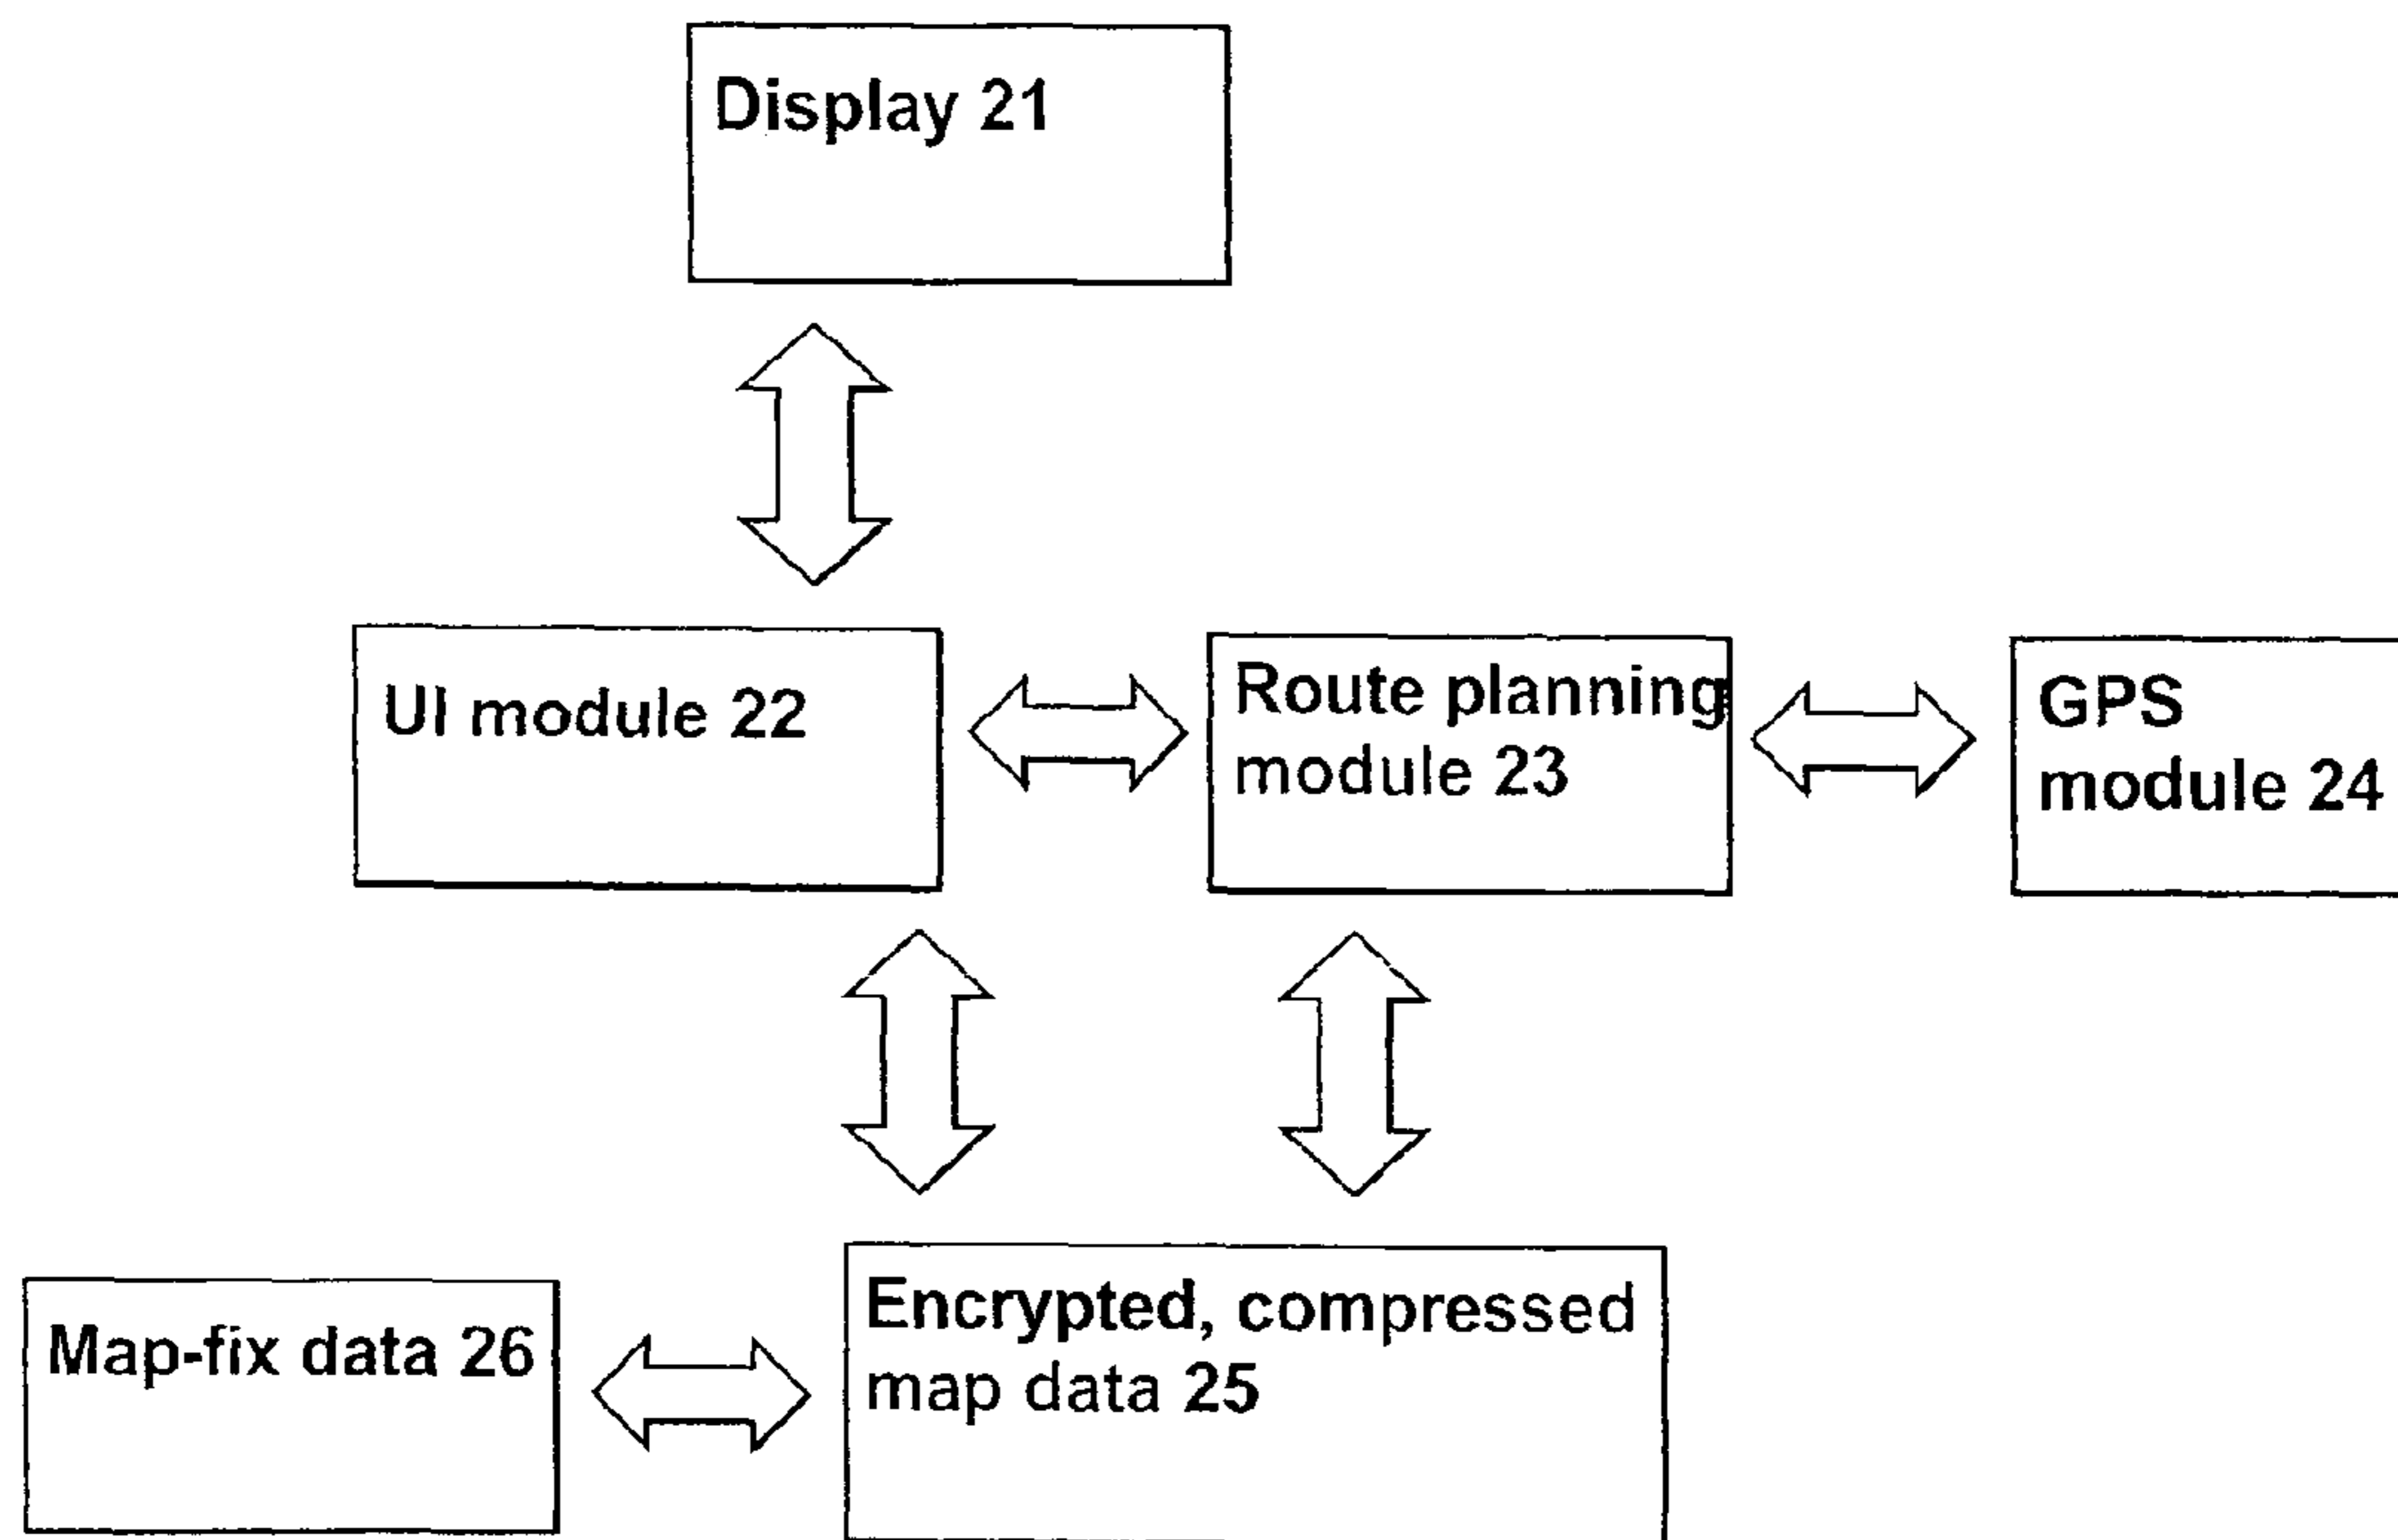 Display 21
UI module 22
Route planning
module 23
GPS
module 24
Map-fix data 26
Encrypted, compressed
map data 25